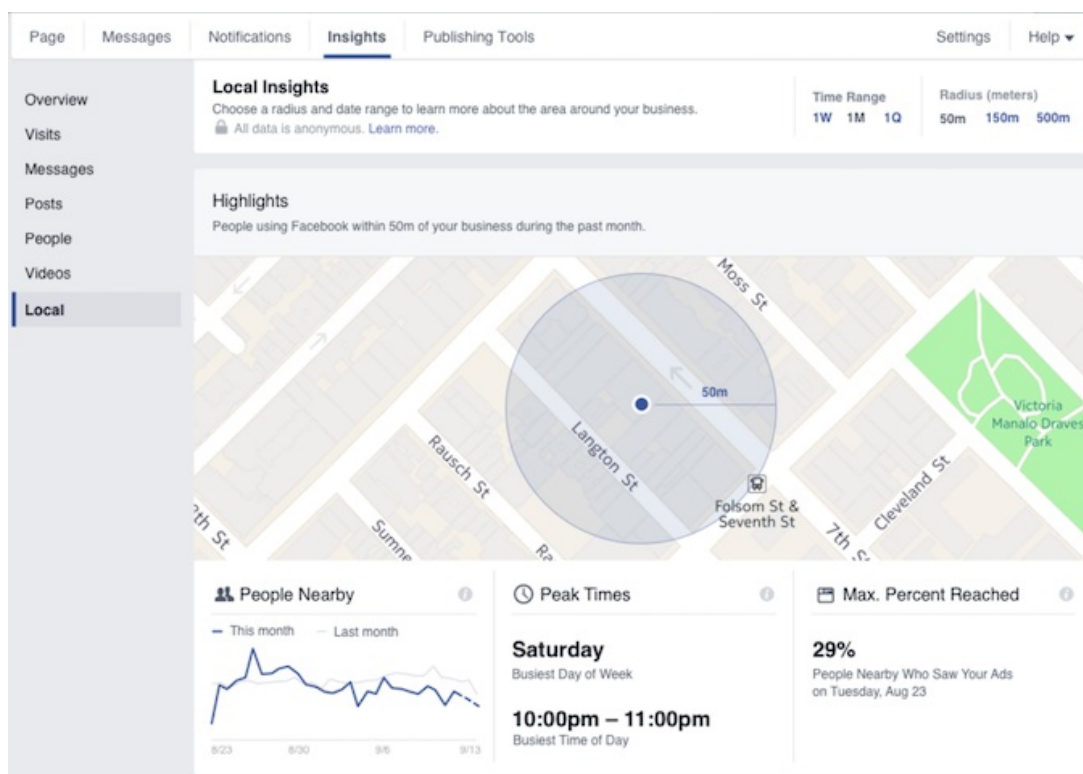 Page Messages Notifications Insights Publishing Tools Settings Help
Overview
Visits
Messages
Posts
People
Videos
Local
Local Insights
Choose a radius and date range to learn more about the area around your business.
All data is anonymous. Learn more.
Time Range
1W 1M 1Q
Radius (meters)
50m 150m 500m
Highlights
People using Facebook within 50m of your business during the past month.
Moss St
50m
Victoria
Manalo Draves
Park
Langton St
Rausch St
Cleveland St
Folsom St &
Seventh St
7th St
Sumne
Ra
People Nearby
This month Last month
8/23 8/30 9/6 9/13
Peak Times
Saturday
Busiest Day of Week
10:00pm – 11:00pm
Busiest Time of Day
Max. Percent Reached
29%
People Nearby Who Saw Your Ads
on Tuesday, Aug 23